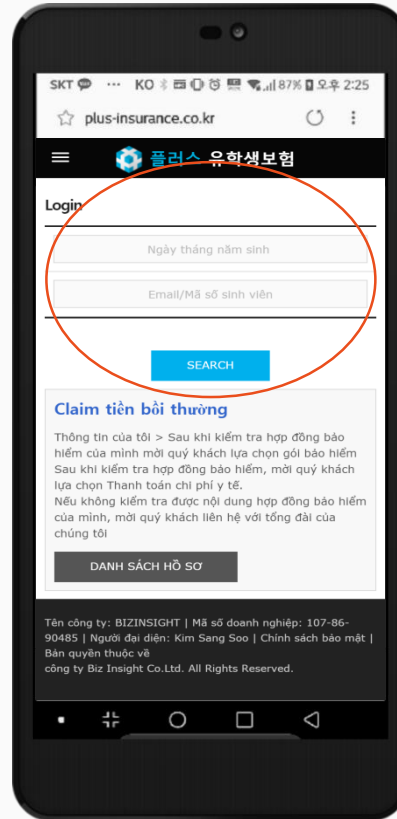 SKT ... KO 87% 오후 2:25
plus-insurance.co.kr
플러스 유학생보험
Login
Ngày tháng năm sinh
Email/Mã số sinh viên
SEARCH
Claim tiền bồi thường
Thông tin của tôi > Sau khi kiểm tra hợp đồng bảo
hiểm của mình mời quý khách lựa chọn gói bảo hiểm
Sau khi kiểm tra hợp đồng bảo hiểm, mời quý khách
lựa chọn Thanh toán chi phí y tế.
Nếu không kiểm tra được nội dung hợp đồng bảo hiểm
của mình, mời quý khách liên hệ với tổng đài của
chúng tôi
DANH SÁCH HỒ SƠ
Tên công ty: BIZINSIGHT | Mã số doanh nghiệp: 107-86-
90485 | Người đại diện: Kim Sang Soo | Chính sách bảo mật |
Bản quyền thuộc về
công ty Biz Insight Co.Ltd. All Rights Reserved.